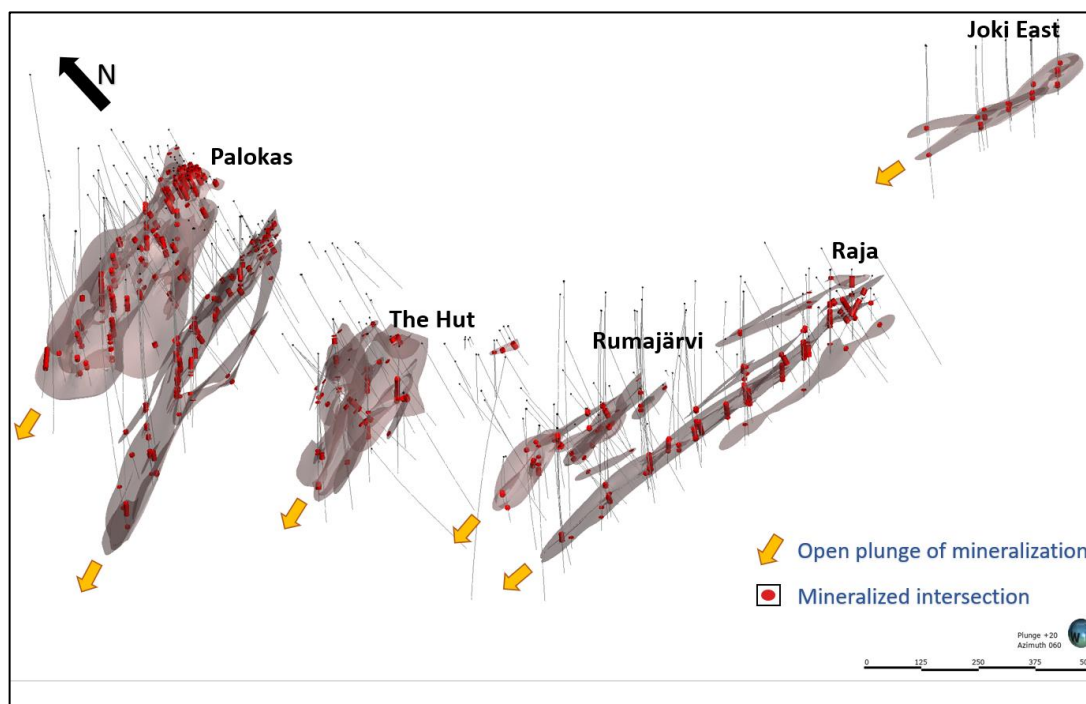 Joki East
N
Palokas
Raja
The Hut
Rumajärvi
Open plunge of mineralization
Mineralized intersection
Plunge +20
Azimuth 060
W
0 125 250 375 50